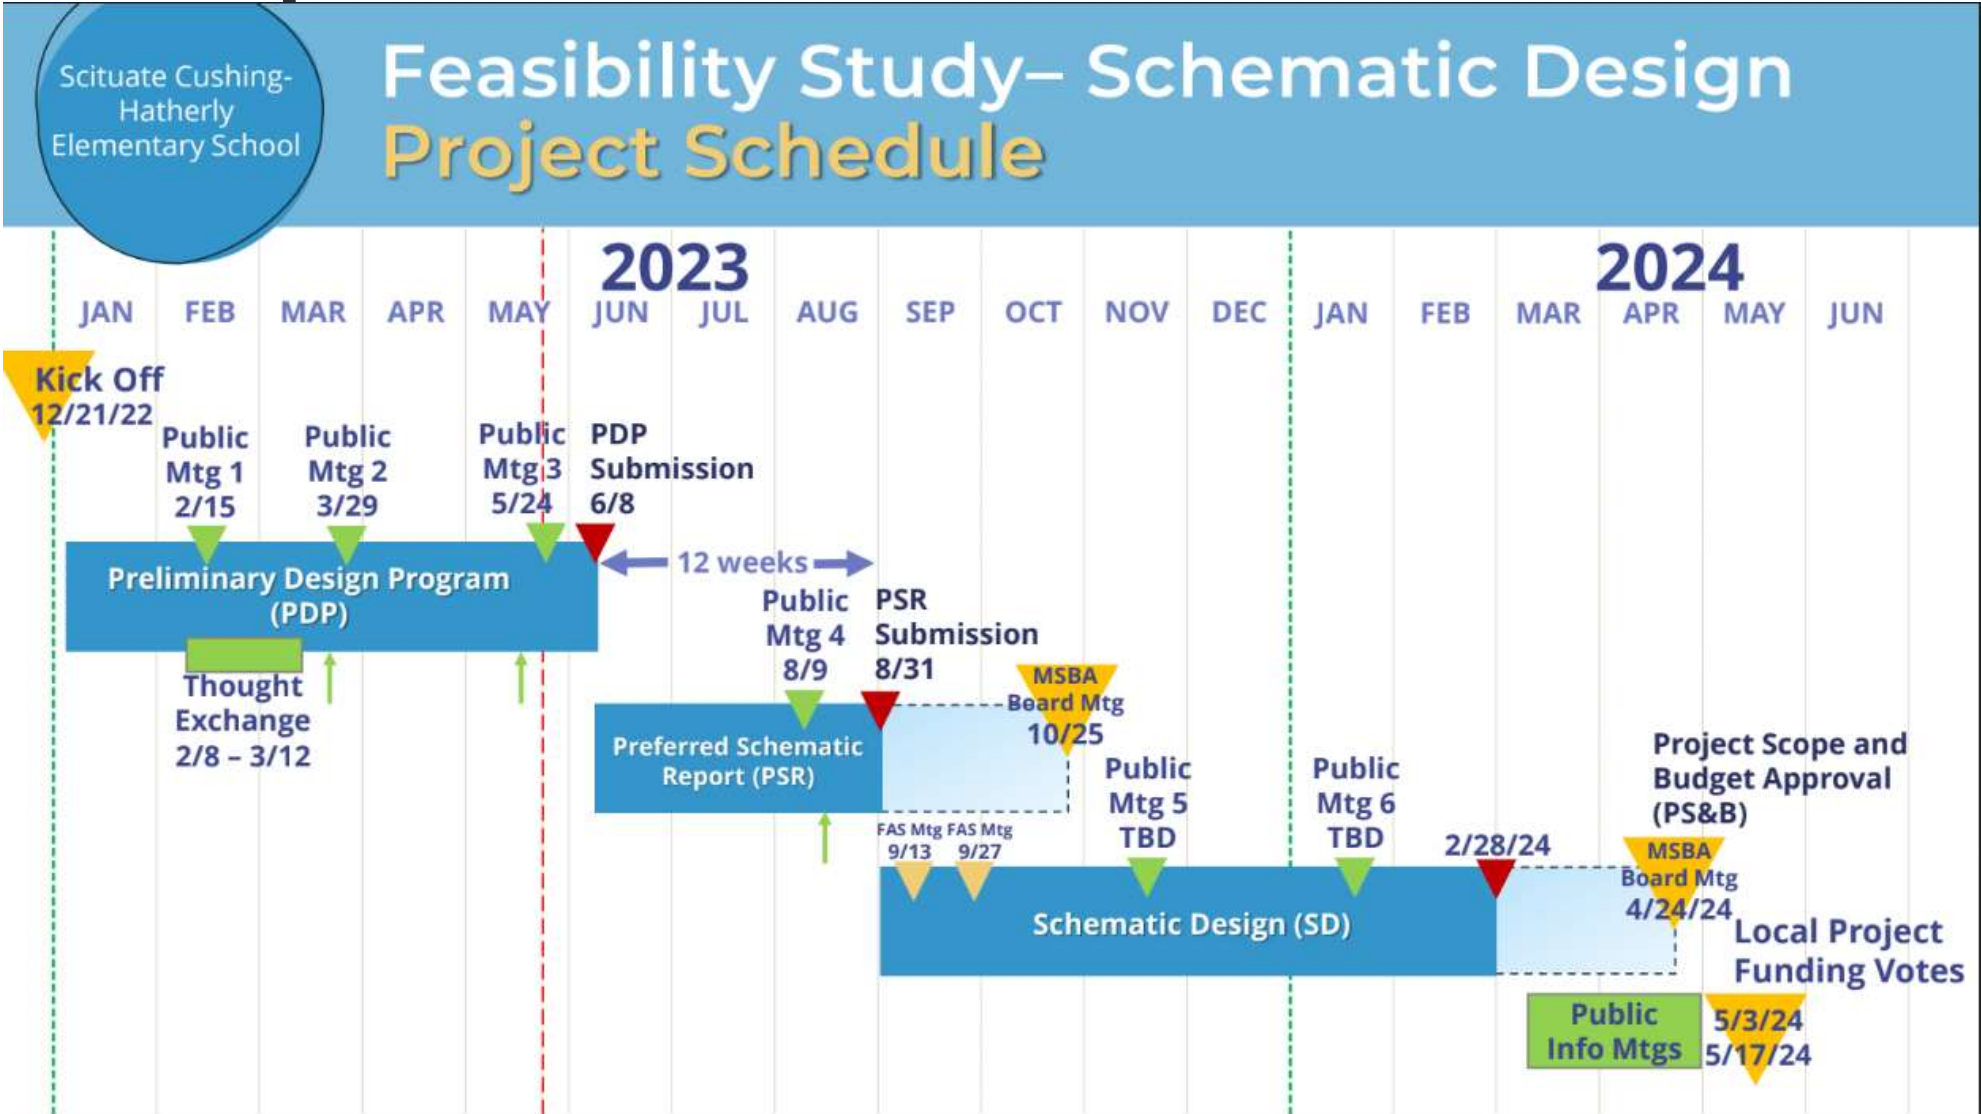 Scituate Cushing-
Hatherly
Elementary School
Feasibility Study– Schematic Design
Project Schedule
2023
2024
JAN FEB MAR APR MAY JUN JUL AUG SEP OCT NOV DEC JAN FEB MAR APR MAY JUN
Kick Off
12/21/22
Public
Mtg 1
2/15
Public
Mtg 2
3/29
Public
Mtg 3
5/24
PDP
Submission
6/8
12 weeks
Preliminary Design Program
(PDP)
Thought
Exchange
2/8 – 3/12
Public
Mtg 4
8/9
PSR
Submission
8/31
MSBA
Board Mtg
10/25
Preferred Schematic
Report (PSR)
FAS Mtg
9/13
FAS Mtg
9/27
Public
Mtg 5
TBD
Public
Mtg 6
TBD
2/28/24
Project Scope and
Budget Approval
(PS&B)
MSBA
Board Mtg
4/24/24
Schematic Design (SD)
Local Project
Funding Votes
Public
Info Mtgs
5/3/24
5/17/24